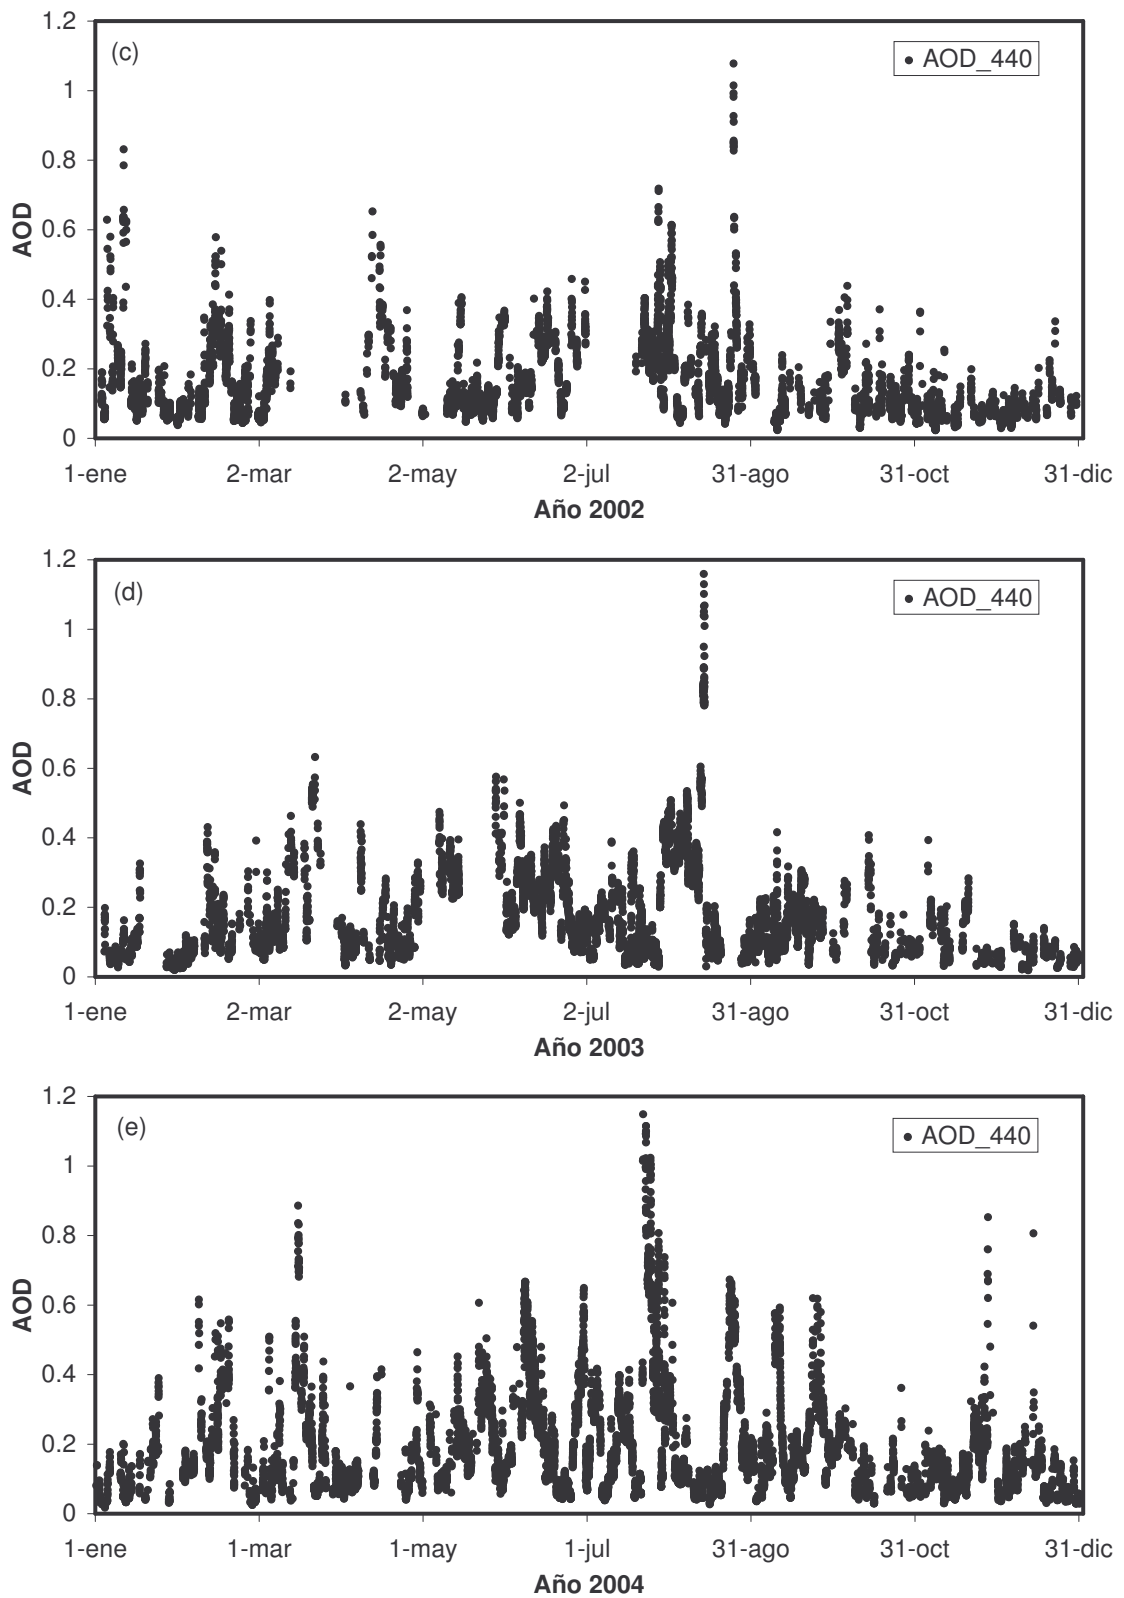 1.2
(c)
AOD_440
1
0.8
0.6
0.4
0.2
0
AOD
1-ene 2-mar 2-may 2-jul 31-ago 31-oct 31-dic
Año 2002
1.2
(d)
AOD_440
1
0.8
0.6
0.4
0.2
0
AOD
1-ene 2-mar 2-may 2-jul 31-ago 31-oct 31-dic
Año 2003
1.2
(e)
AOD_440
1
0.8
0.6
0.4
0.2
0
AOD
1-ene 1-mar 1-may 1-jul 31-ago 31-oct 31-dic
Año 2004